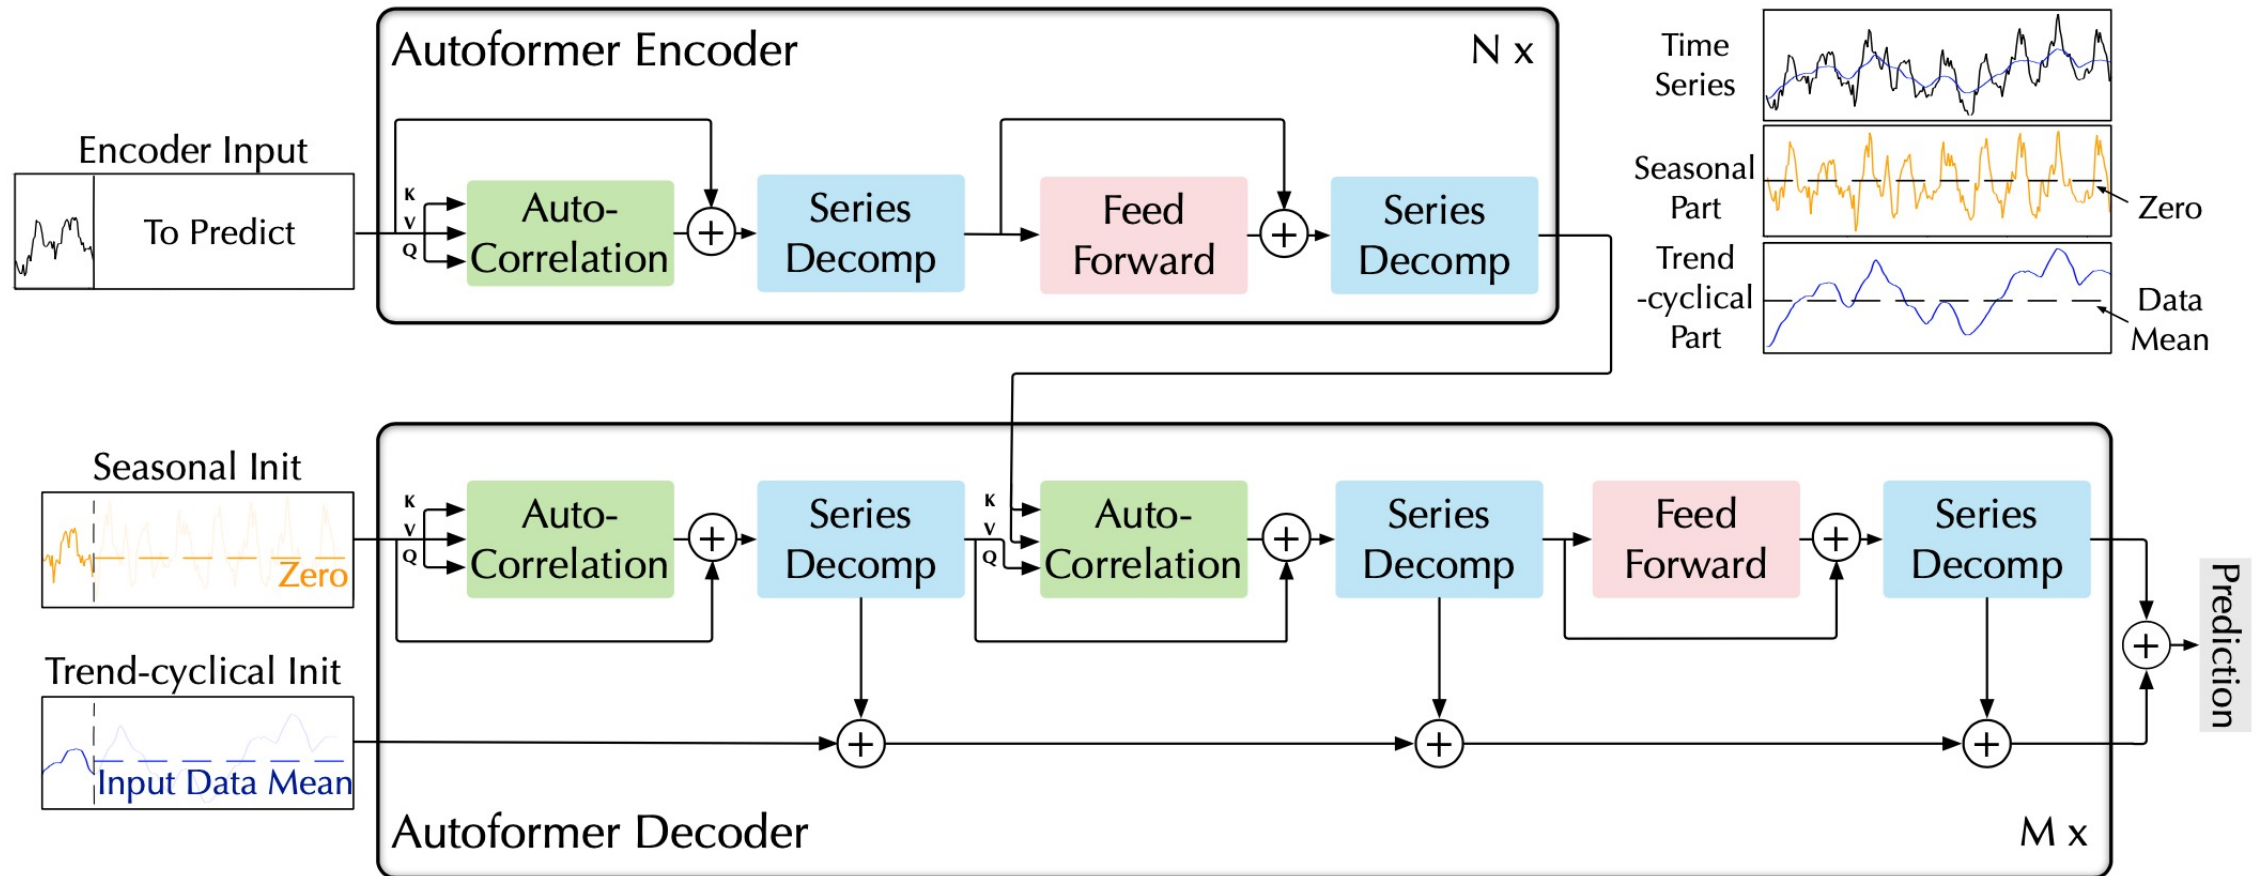 Autoformer Encoder
N x
Encoder Input
To Predict
K
V
Q
Auto-
Correlation
+
Series
Decomp
Feed
Forward
+
Series
Decomp
Time
Series
Seasonal
Part
Zero
Trend
-cyclical
Part
Data
Mean
Seasonal Init
Zero
Trend-cyclical Init
Input Data Mean
K
V
Q
Auto-
Correlation
+
Series
Decomp
K
V
Q
Auto-
Correlation
+
Series
Decomp
Feed
Forward
+
Series
Decomp
+
+
+
+
Prediction
Autoformer Decoder
M x